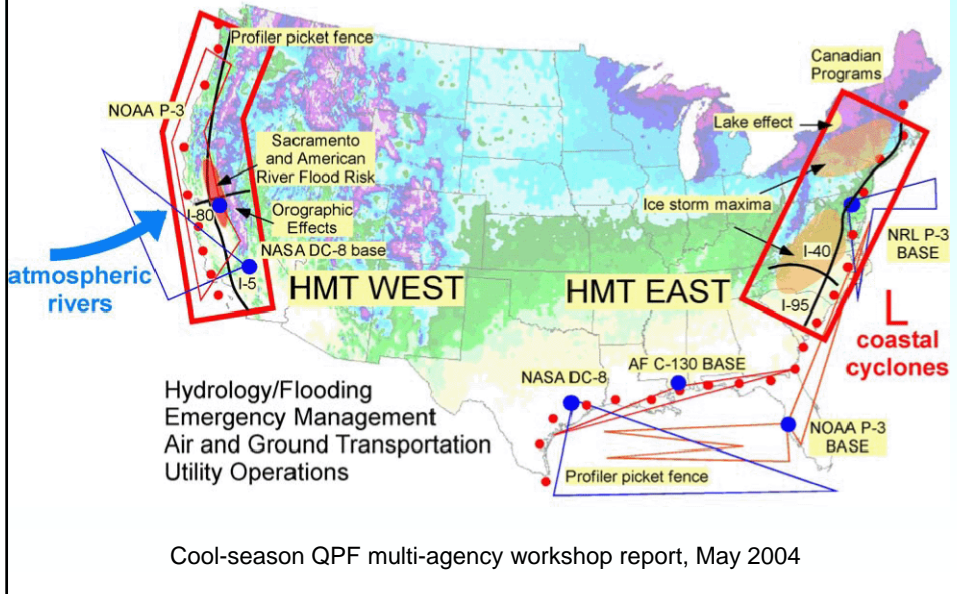 Profiler picket fence
Canadian
Programs
NOAA P-3
Lake effect
Sacramento
and American
River Flood Risk
Ice storm maxima
I-80
Orographic
Effects
NASA DC-8 base
I-40
NRL P-3
BASE
atmospheric
rivers
I-5
HMT WEST
HMT EAST
I-95
L
coastal
cyclones
NASA DC-8
AF C-130 BASE
Hydrology/Flooding
Emergency Management
Air and Ground Transportation
Utility Operations
NOAA P-3
BASE
Profiler picket fence
Cool-season QPF multi-agency workshop report, May 2004